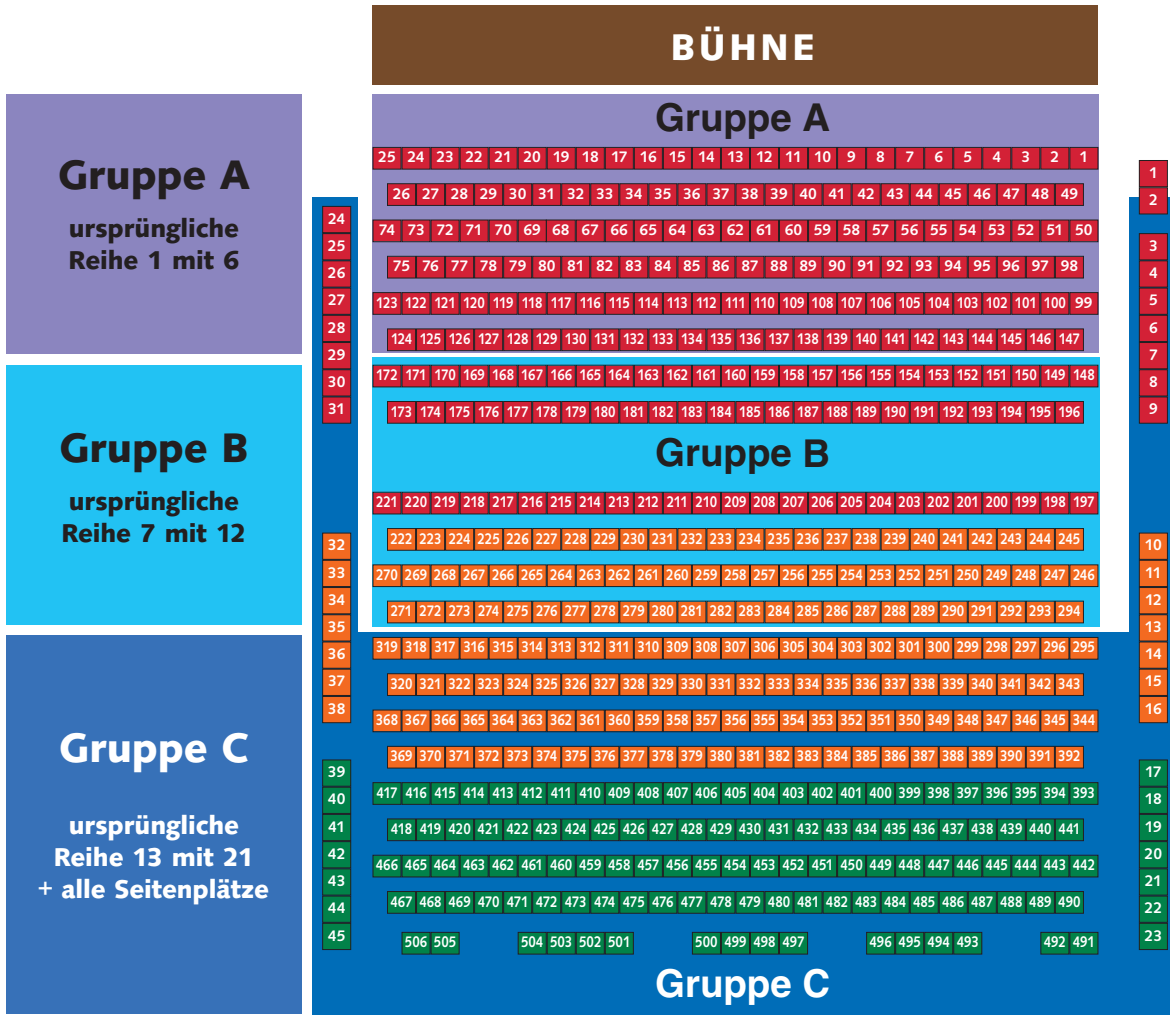 BÜHNE
Gruppe A
ursprüngliche
Reihe 1 mit 6
Gruppe B
ursprüngliche
Reihe 7 mit 12
Gruppe C
ursprüngliche
Reihe 13 mit 21
+ alle Seitenplätze
Gruppe A
25 24 23 22 21 20 19 18 17 16 15 14 13 12 11 10 9 8 7 6 5 4 3 2 1
26 27 28 29 30 31 32 33 34 35 36 37 38 39 40 41 42 43 44 45 46 47 48 49
74 73 72 71 70 69 68 67 66 65 64 63 62 61 60 59 58 57 56 55 54 53 52 51 50
75 76 77 78 79 80 81 82 83 84 85 86 87 88 89 90 91 92 93 94 95 96 97 98
123 122 121 120 119 118 117 116 115 114 113 112 111 110 109 108 107 106 105 104 103 102 101 100 99
124 125 126 127 128 129 130 131 132 133 134 135 136 137 138 139 140 141 142 143 144 145 146 147
172 171 170 169 168 167 166 165 164 163 162 161 160 159 158 157 156 155 154 153 152 151 150 149 148
173 174 175 176 177 178 179 180 181 182 183 184 185 186 187 188 189 190 191 192 193 194 195 196
Gruppe B
221 220 219 218 217 216 215 214 213 212 211 210 209 208 207 206 205 204 203 202 201 200 199 198 197
222 223 224 225 226 227 228 229 230 231 232 233 234 235 236 237 238 239 240 241 242 243 244 245
270 269 268 267 266 265 264 263 262 261 260 259 258 257 256 255 254 253 252 251 250 249 248 247 246
271 272 273 274 275 276 277 278 279 280 281 282 283 284 285 286 287 288 289 290 291 292 293 294
319 318 317 316 315 314 313 312 311 310 309 308 307 306 305 304 303 302 301 300 299 298 297 296 295
320 321 322 323 324 325 326 327 328 329 330 331 332 333 334 335 336 337 338 339 340 341 342 343
368 367 366 365 364 363 362 361 360 359 358 357 356 355 354 353 352 351 350 349 348 347 346 345 344
369 370 371 372 373 374 375 376 377 378 379 380 381 382 383 384 385 386 387 388 389 390 391 392
417 416 415 414 413 412 411 410 409 408 407 406 405 404 403 402 401 400 399 398 397 396 395 394 393
418 419 420 421 422 423 424 425 426 427 428 429 430 431 432 433 434 435 436 437 438 439 440 441
466 465 464 463 462 461 460 459 458 457 456 455 454 453 452 451 450 449 448 447 446 445 444 443 442
467 468 469 470 471 472 473 474 475 476 477 478 479 480 481 482 483 484 485 486 487 488 489 490
506 505 504 503 502 501 500 499 498 497 496 495 494 493 492 491
Gruppe C
24
25
26
27
28
29
30
31
32
33
34
35
36
37
38
39
40
41
42
43
44
45
1
2
3
4
5
6
7
8
9
10
11
12
13
14
15
16
17
18
19
20
21
22
23